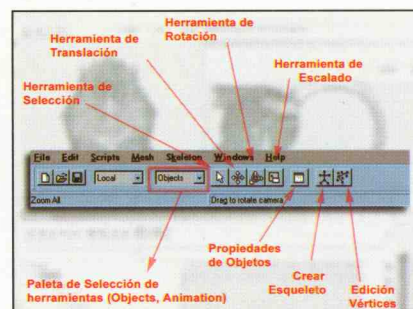 Herramienta de
Rotación
Herramienta de
Translación
Herramienta de
Escalado
Herramienta de
Selección
File Edit Scripts Mesh Skeleton Windows Help
Local Objects
Zoom All Drag to rotate camera
Propiedades
de Objetos
Crear
Esqueleto
Edición
Vértices
Paleta de Selección de
herramientas (Objects, Animation)